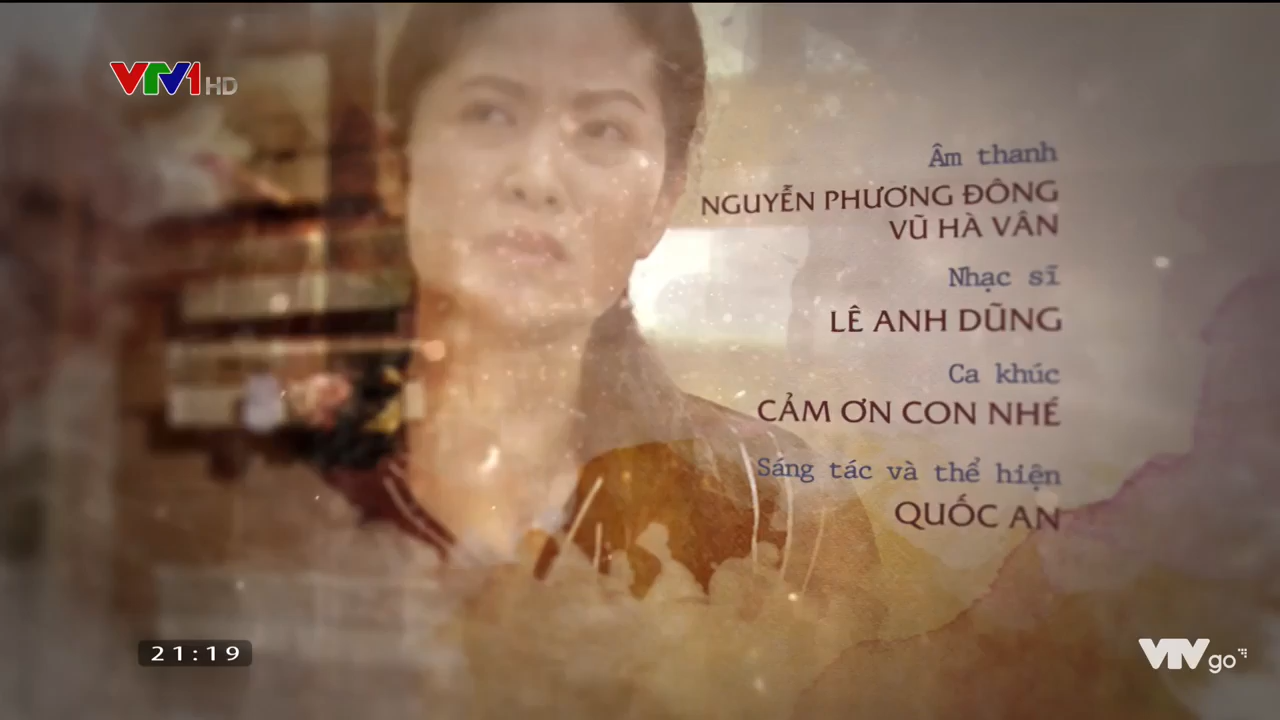 VTV1 HD
Âm thanh
NGUYỄN PHƯƠNG ĐÔNG
VŨ HÀ VÂN
Nhạc sĩ
LÊ ANH DŨNG
Ca khúc
CẢM ƠN CON NHÉ
Sáng tác và thể hiện
QUỐC AN
21:19
VTV go